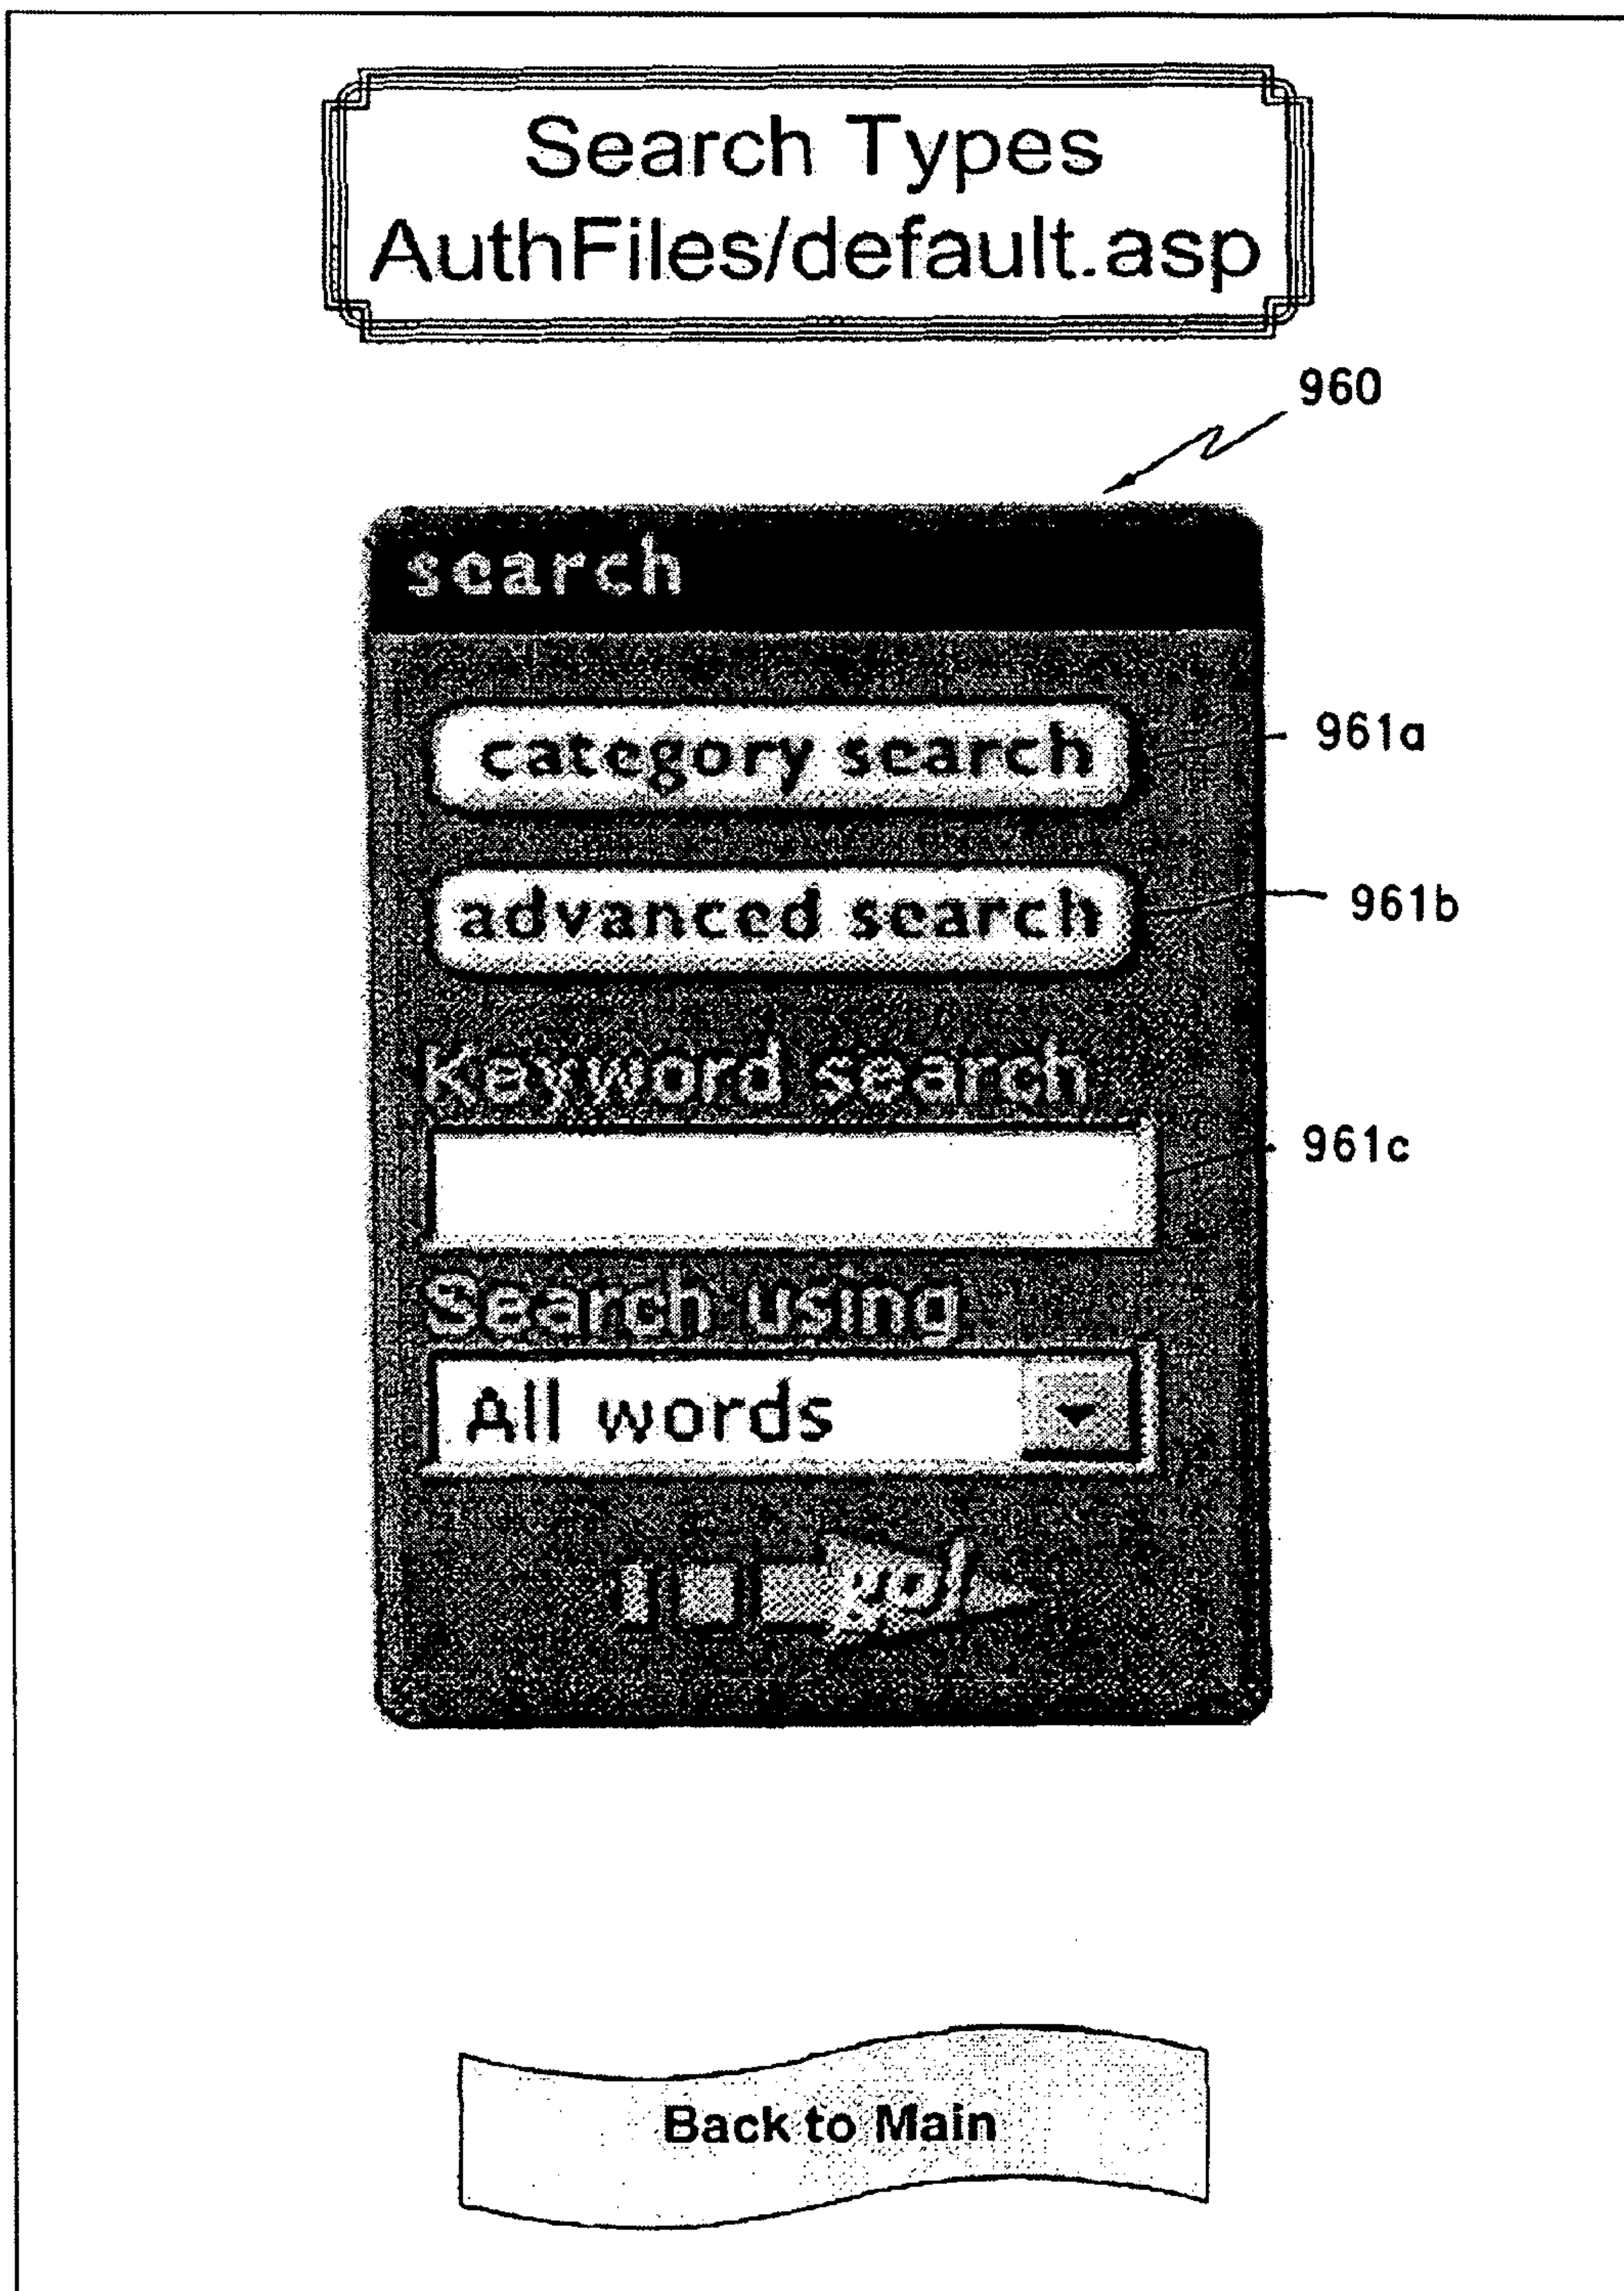 Search Types
AuthFiles/default.asp
960
search
category search
961a
advanced search
961b
Keyword search
961c
Search using
All words
go!
Back to Main